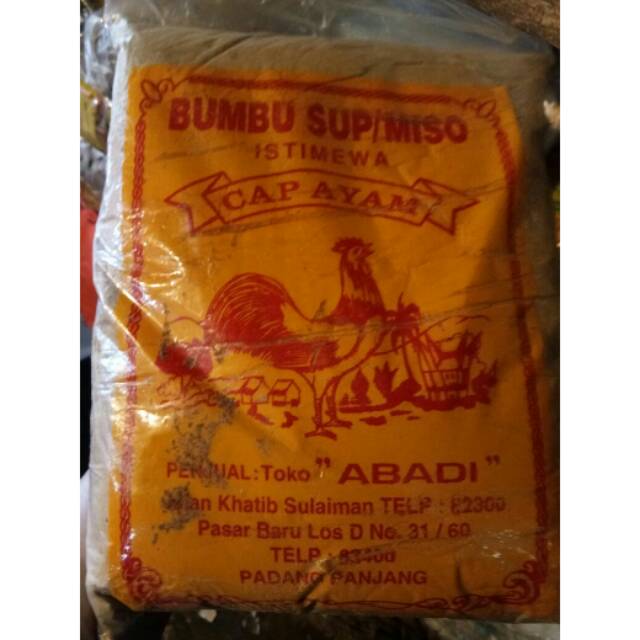 BUMBU SUP/MISO
ISTIMEWA
CAP AYAM
PENJUAL: Toko " ABADI "
Jalan Khatib Sulaiman TELP : 82300
Pasar Baru Los D No. 31 / 60
TELP :
PADANG PANJANG